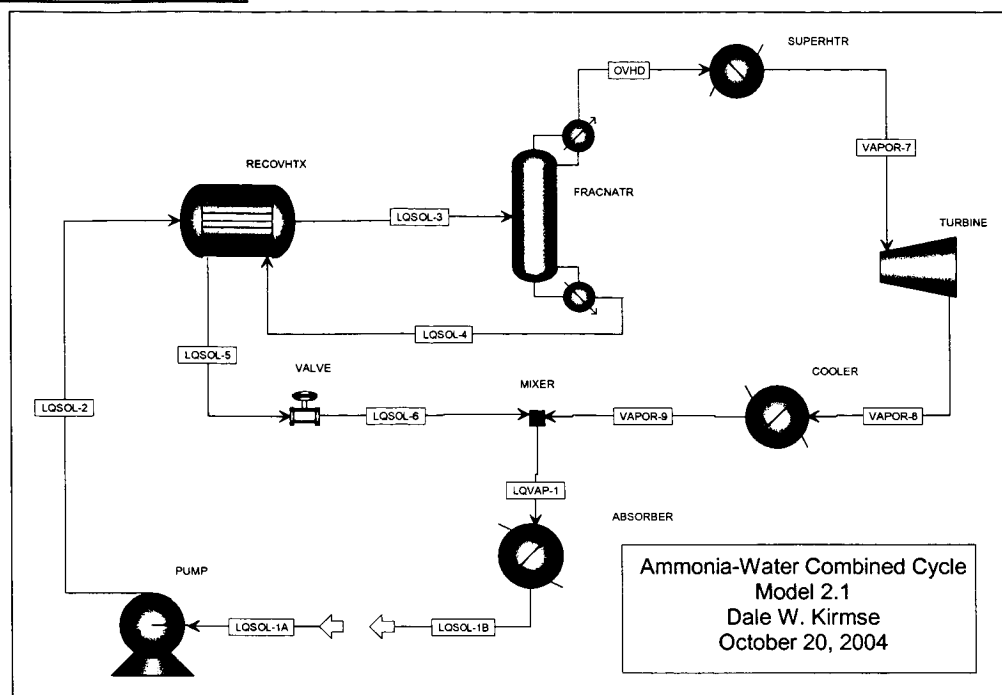 SUPERHTR
OVHD
VAPOR-7
RECOVHTX
FRACNATR
LQSOL-3
TURBINE
LQSOL-4
LQSOL-5
VALVE
MIXER
COOLER
LQSOL-2
LQSOL-6
VAPOR-9
VAPOR-8
LQVAP-1
ABSORBER
PUMP
LQSOL-1A
LQSOL-1B
Ammonia-Water Combined Cycle
Model 2.1
Dale W. Kirmse
October 20, 2004